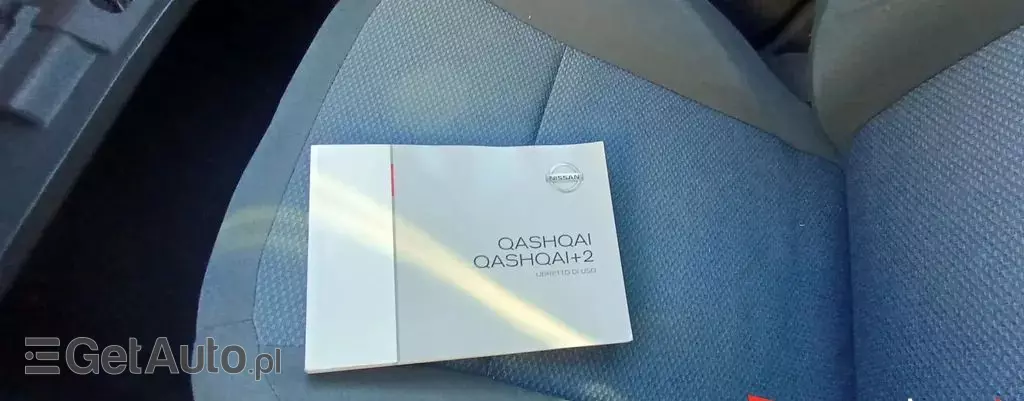 NISSAN
QASHQAI
QASHQAI+2
LIBRETTO DI USO
GetAuto.pl